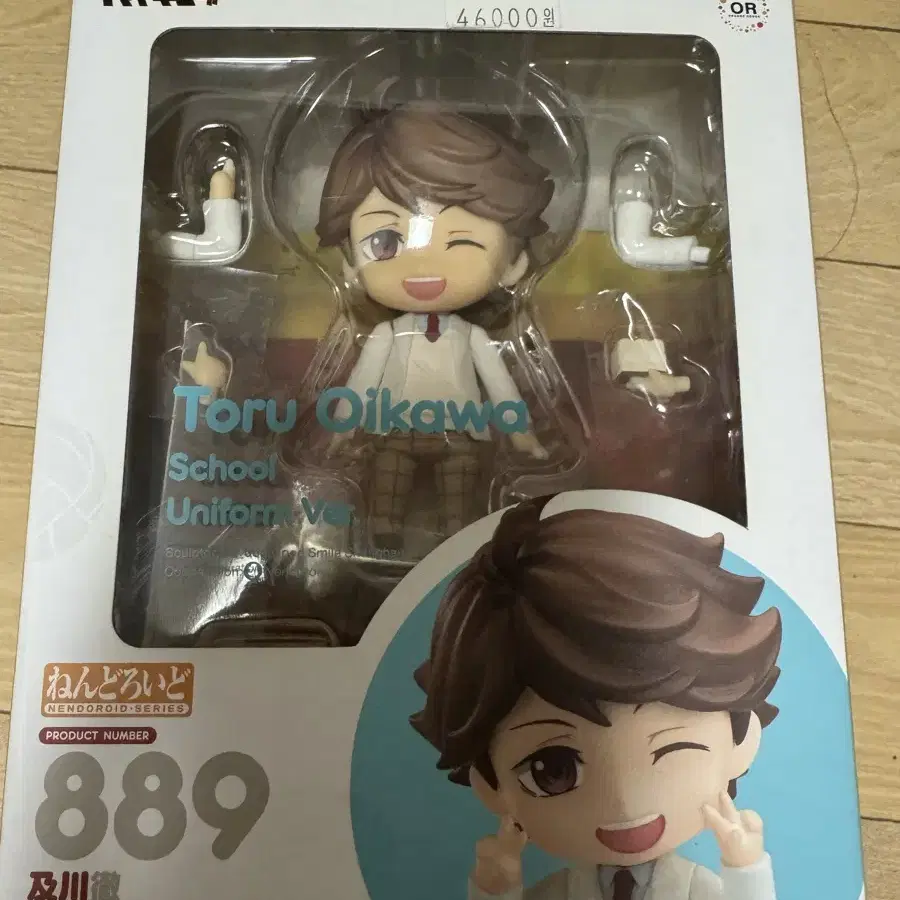 46000원
OR
Toru Oikawa
School
Uniform Ver.
ねんどろいど
NENDOROID·SERIES
PRODUCT NUMBER
889
及川徹